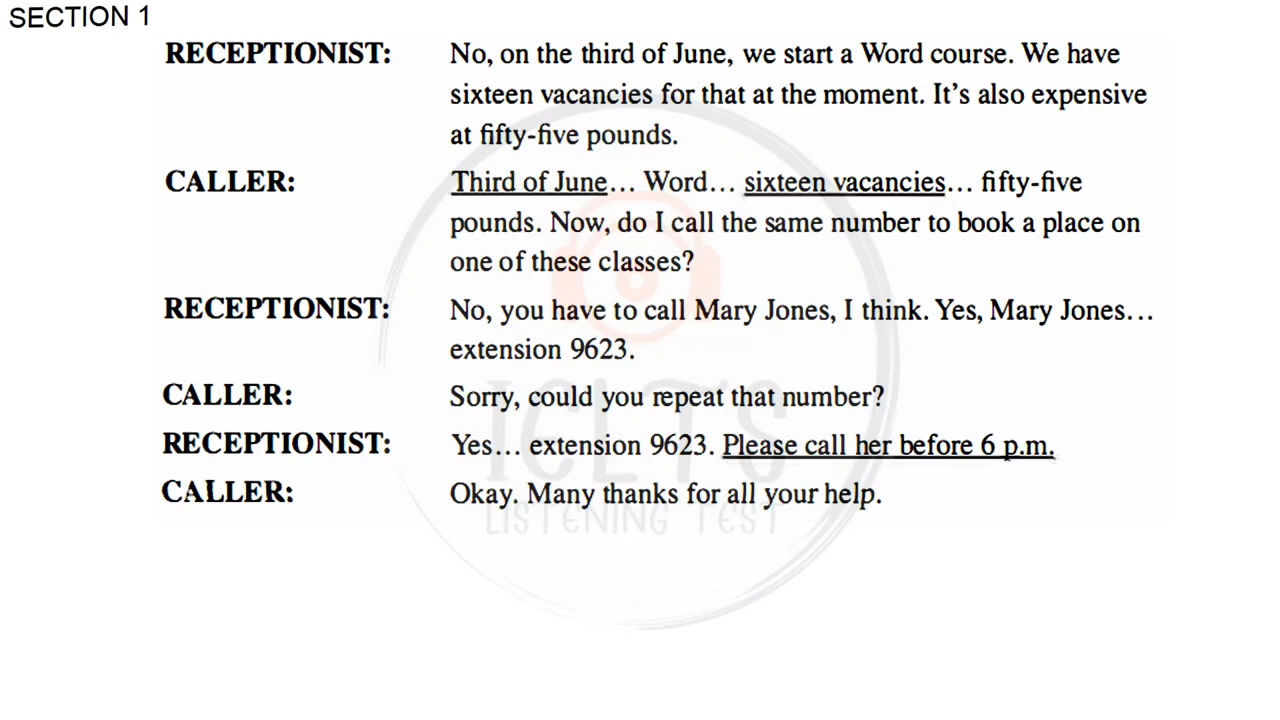 SECTION 1
RECEPTIONIST: No, on the third of June, we start a Word course. We have
sixteen vacancies for that at the moment. It's also expensive
at fifty-five pounds.
CALLER: Third of June... Word... sixteen vacancies... fifty-five
pounds. Now, do I call the same number to book a place on
one of these classes?
RECEPTIONIST: No, you have to call Mary Jones, I think. Yes, Mary Jones...
extension 9623.
CALLER: Sorry, could you repeat that number?
RECEPTIONIST: Yes... extension 9623. Please call her before 6 p.m.
CALLER: Okay. Many thanks for all your help.
IELTS
LISTENING TEST